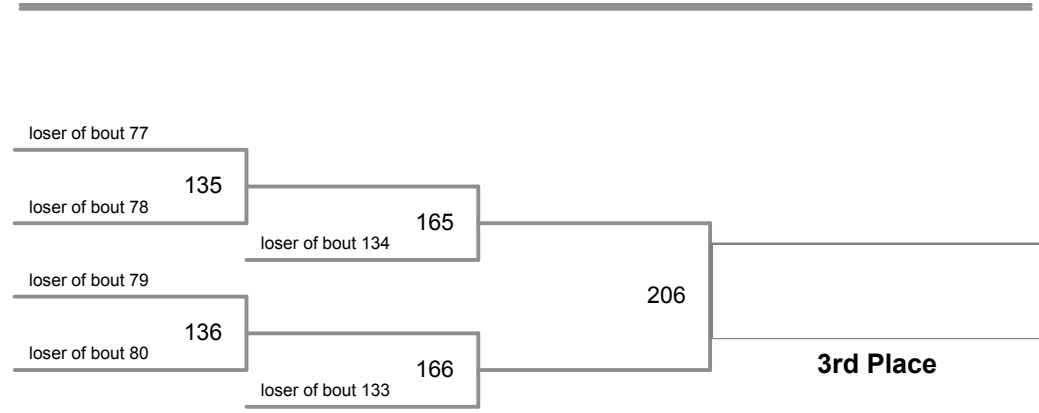 loser of bout 77
135
loser of bout 78
165
loser of bout 134
loser of bout 79
206
136
loser of bout 80
166
3rd Place
loser of bout 133